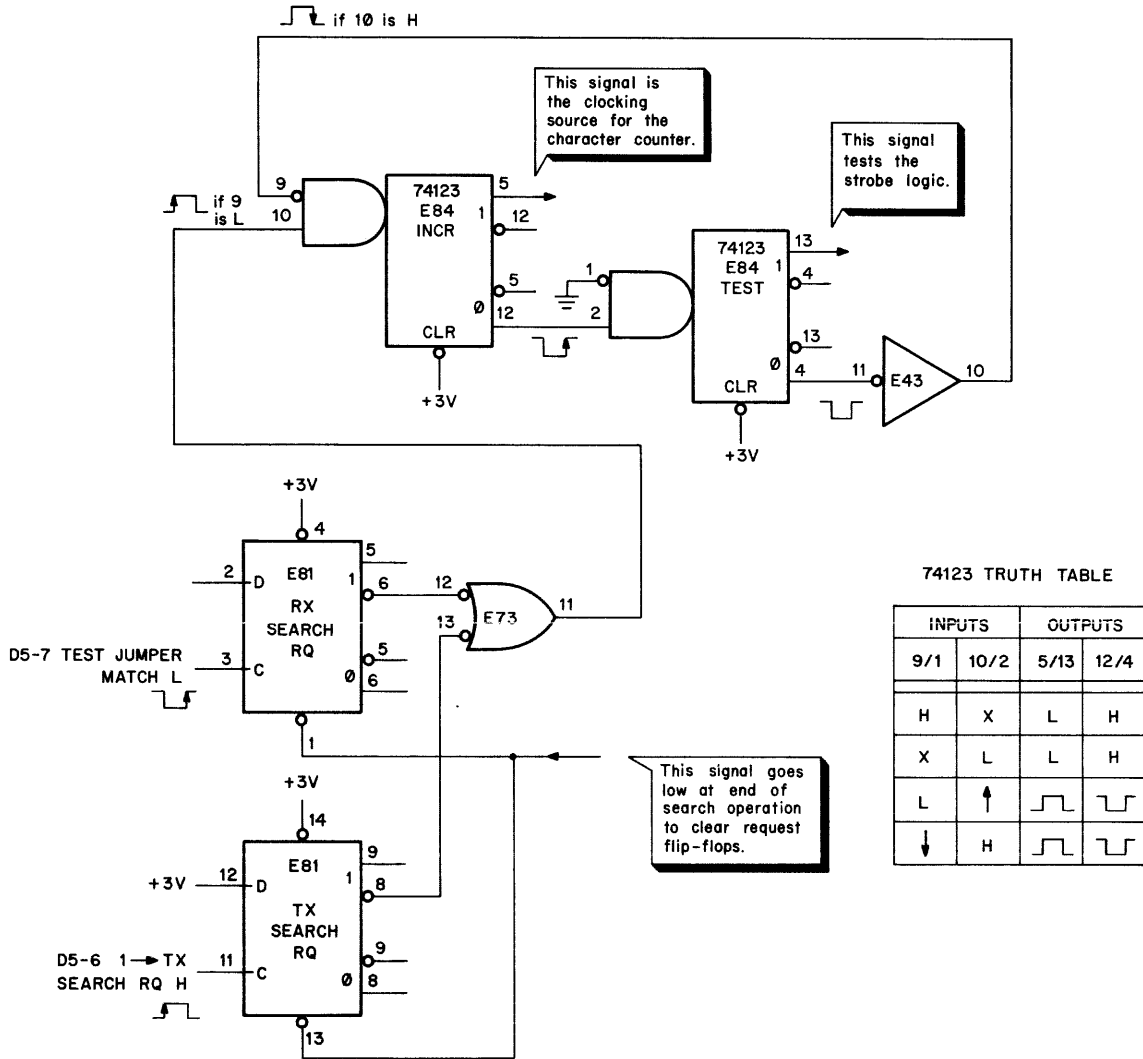 if 10 is H
This signal is
the clocking
source for the
character counter.
This signal
tests the
strobe logic.
9
if 9
is L
10
74123
E84
INCR
5
1
12
5
Ø
12
CLR
+3V
1
2
74123
E84
TEST
13
1
4
13
Ø
4
CLR
+3V
11
E43
10
+3V
4
2
D
E81
RX
SEARCH
RQ
5
1
6
5
Ø
6
D5-7 TEST JUMPER
MATCH L
3
C
1
12
13
E73
11
This signal goes
low at end of
search operation
to clear request
flip-flops.
+3V
14
+3V
12
D
E81
TX
SEARCH
RQ
9
1
8
9
Ø
8
D5-6 1→TX
SEARCH RQ H
11
C
13
74123 TRUTH TABLE
INPUTS OUTPUTS
9/1 10/2 5/13 12/4
H X L H
X L L H
L ↑
↓ H